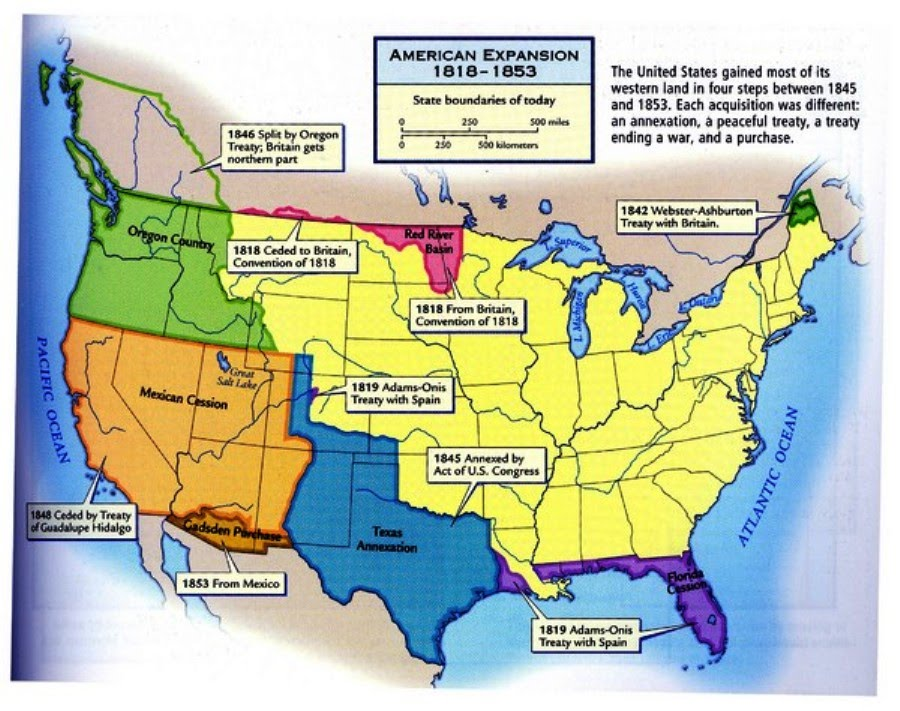 AMERICAN EXPANSION
1818–1853
State boundaries of today
0 250 500 miles
0 250 500 kilometers
The United States gained most of its
western land in four steps between 1845
and 1853. Each acquisition was different:
an annexation, a peaceful treaty, a treaty
ending a war, and a purchase.
1846 Split by Oregon
Treaty; Britain gets
northern part
1842 Webster-Ashburton
Treaty with Britain.
Oregon Country
1818 Ceded to Britain,
Convention of 1818
Red River
Basin
1818 From Britain,
Convention of 1818
L. Superior
L. Michigan
L. Huron
L. Erie
L. Ontario
PACIFIC OCEAN
Great
Salt Lake
Mexican Cession
1819 Adams-Onis
Treaty with Spain
1845 Annexed by
Act of U.S. Congress
ATLANTIC OCEAN
1848 Ceded by Treaty
of Guadalupe Hidalgo
Gadsden Purchase
Texas
Annexation
1853 From Mexico
Florida
Cession
1819 Adams-Onis
Treaty with Spain